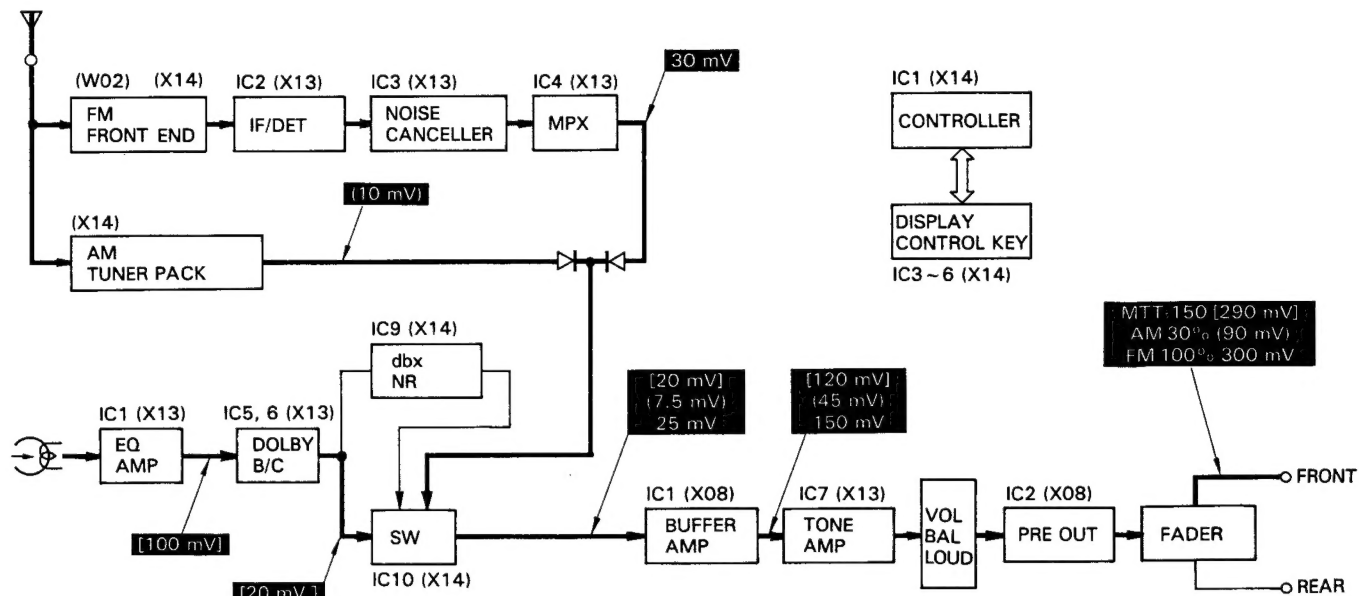 30 mV
(W02) (X14)
IC2 (X13)
IC3 (X13)
IC4 (X13)
IC1 (X14)
FM
FRONT END
IF/DET
NOISE
CANCELLER
MPX
CONTROLLER
(10 mV)
(X14)
AM
TUNER PACK
DISPLAY
CONTROL KEY
IC3~6 (X14)
MTT-150 [290 mV]
AM 30% (90 mV)
FM 100% 300 mV
IC9 (X14)
dbx
NR
[20 mV]
(7.5 mV)
25 mV
[120 mV]
(45 mV)
150 mV
IC1 (X13)
IC5, 6 (X13)
EQ
AMP
DOLBY
B/C
SW
IC10 (X14)
[100 mV]
[20 mV]
IC1 (X08)
BUFFER
AMP
IC7 (X13)
TONE
AMP
VOL
BAL
LOUD
IC2 (X08)
PRE OUT
FADER
FRONT
REAR